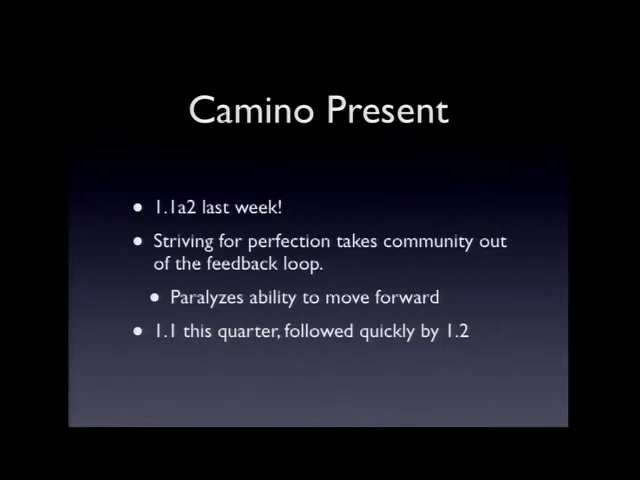 Camino Present
• 1.1a2 last week!
• Striving for perfection takes community out
of the feedback loop.
• Paralyzes ability to move forward
• 1.1 this quarter, followed quickly by 1.2